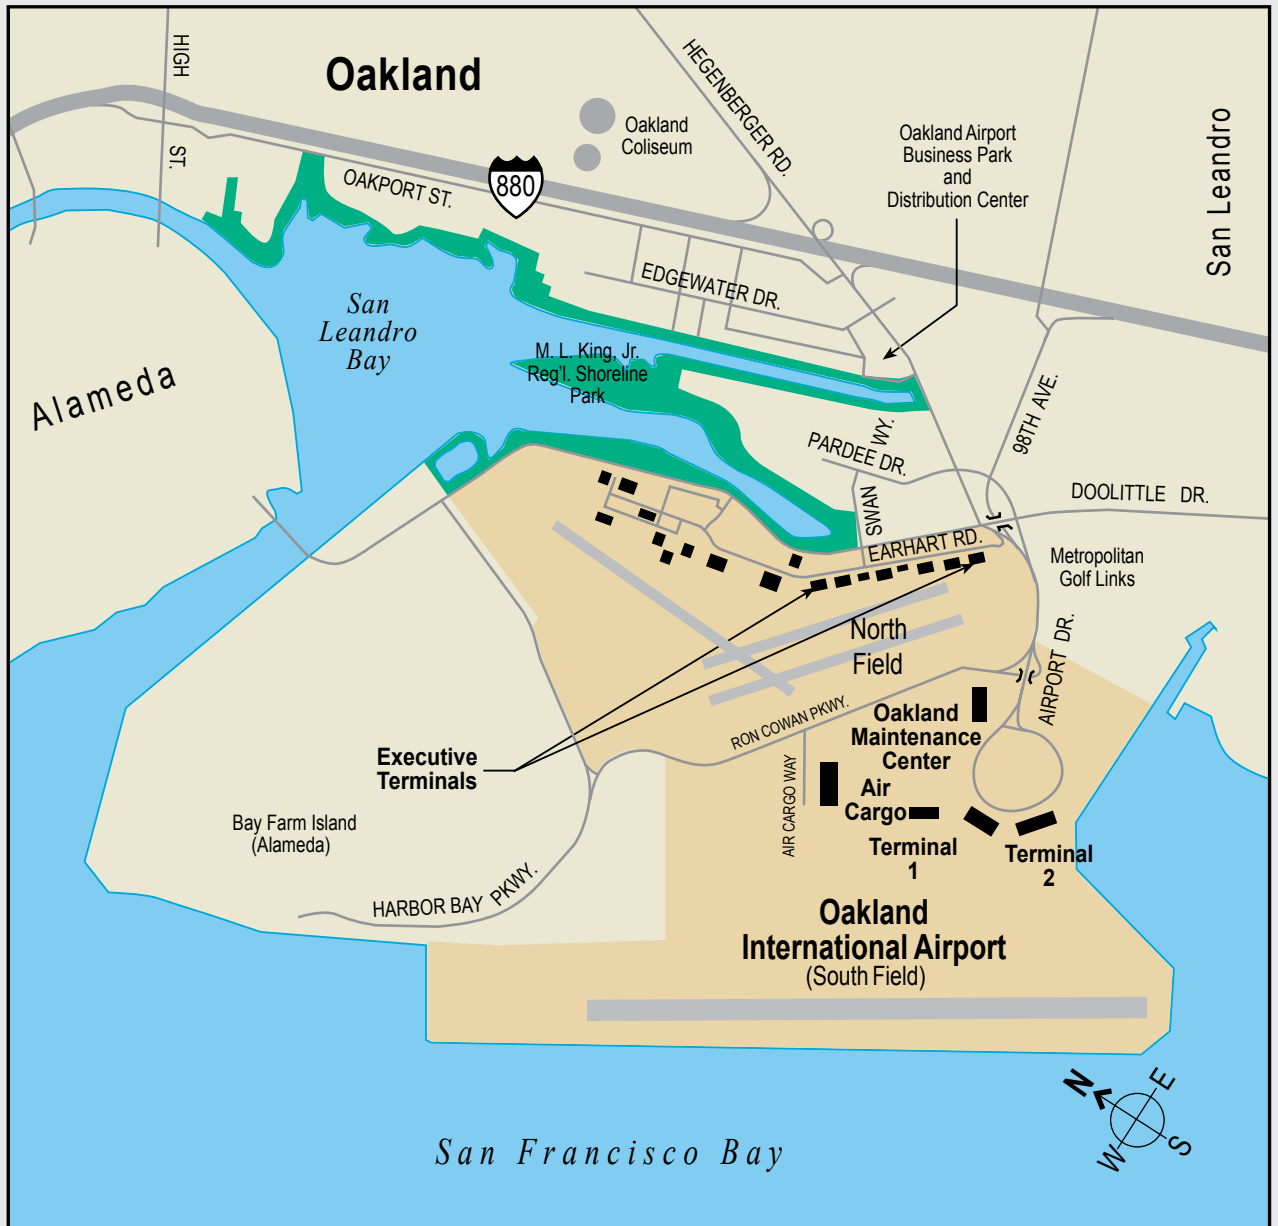 HIGH
ST.
Oakland
HEGENBERGER RD.
Oakland
Coliseum
Oakland Airport
Business Park
and
Distribution Center
San Leandro
OAKPORT ST.
880
EDGEWATER DR.
San
Leandro
Bay
M. L. King, Jr.
Reg'l. Shoreline
Park
Alameda
98TH AVE.
PARDEE DR.
SWAN WY.
DOOLITTLE DR.
EARHART RD.
Metropolitan
Golf Links
North
Field
AIRPORT DR.
RON COWAN PKWY.
Oakland
Maintenance
Center
Executive
Terminals
AIR CARGO WAY
Air
Cargo
Bay Farm Island
(Alameda)
Terminal
1
Terminal
2
HARBOR BAY PKWY.
Oakland
International Airport
(South Field)
N
E
W
S
San Francisco Bay